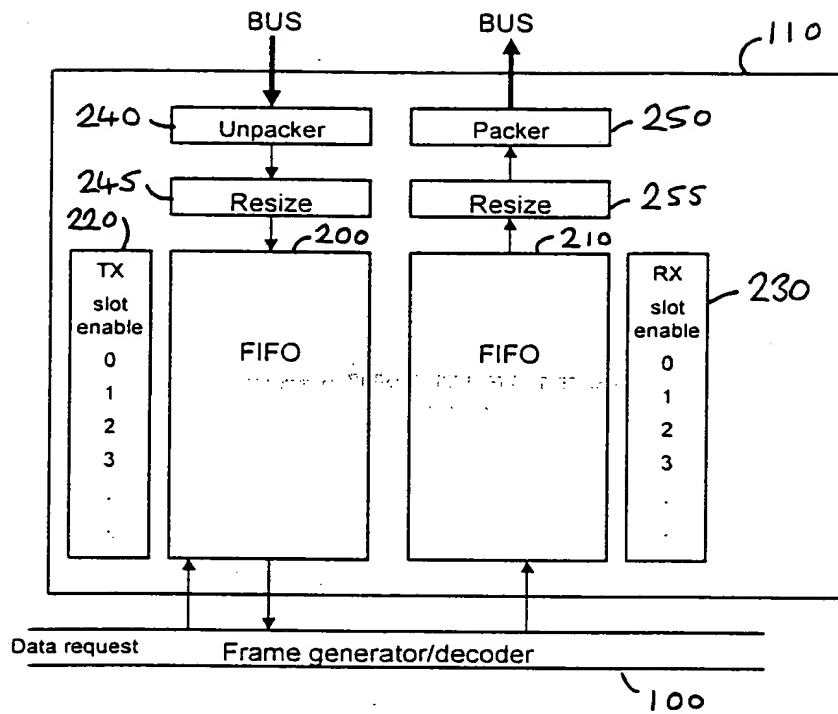 BUS BUS 110
240 Unpacker Packer 250
245 Resize Resize 255
220 200 210
TX RX 230
slot slot
enable enable
FIFO FIFO
0 0
1 1
2 2
3 3
. .
. .
Data request Frame generator/decoder
100